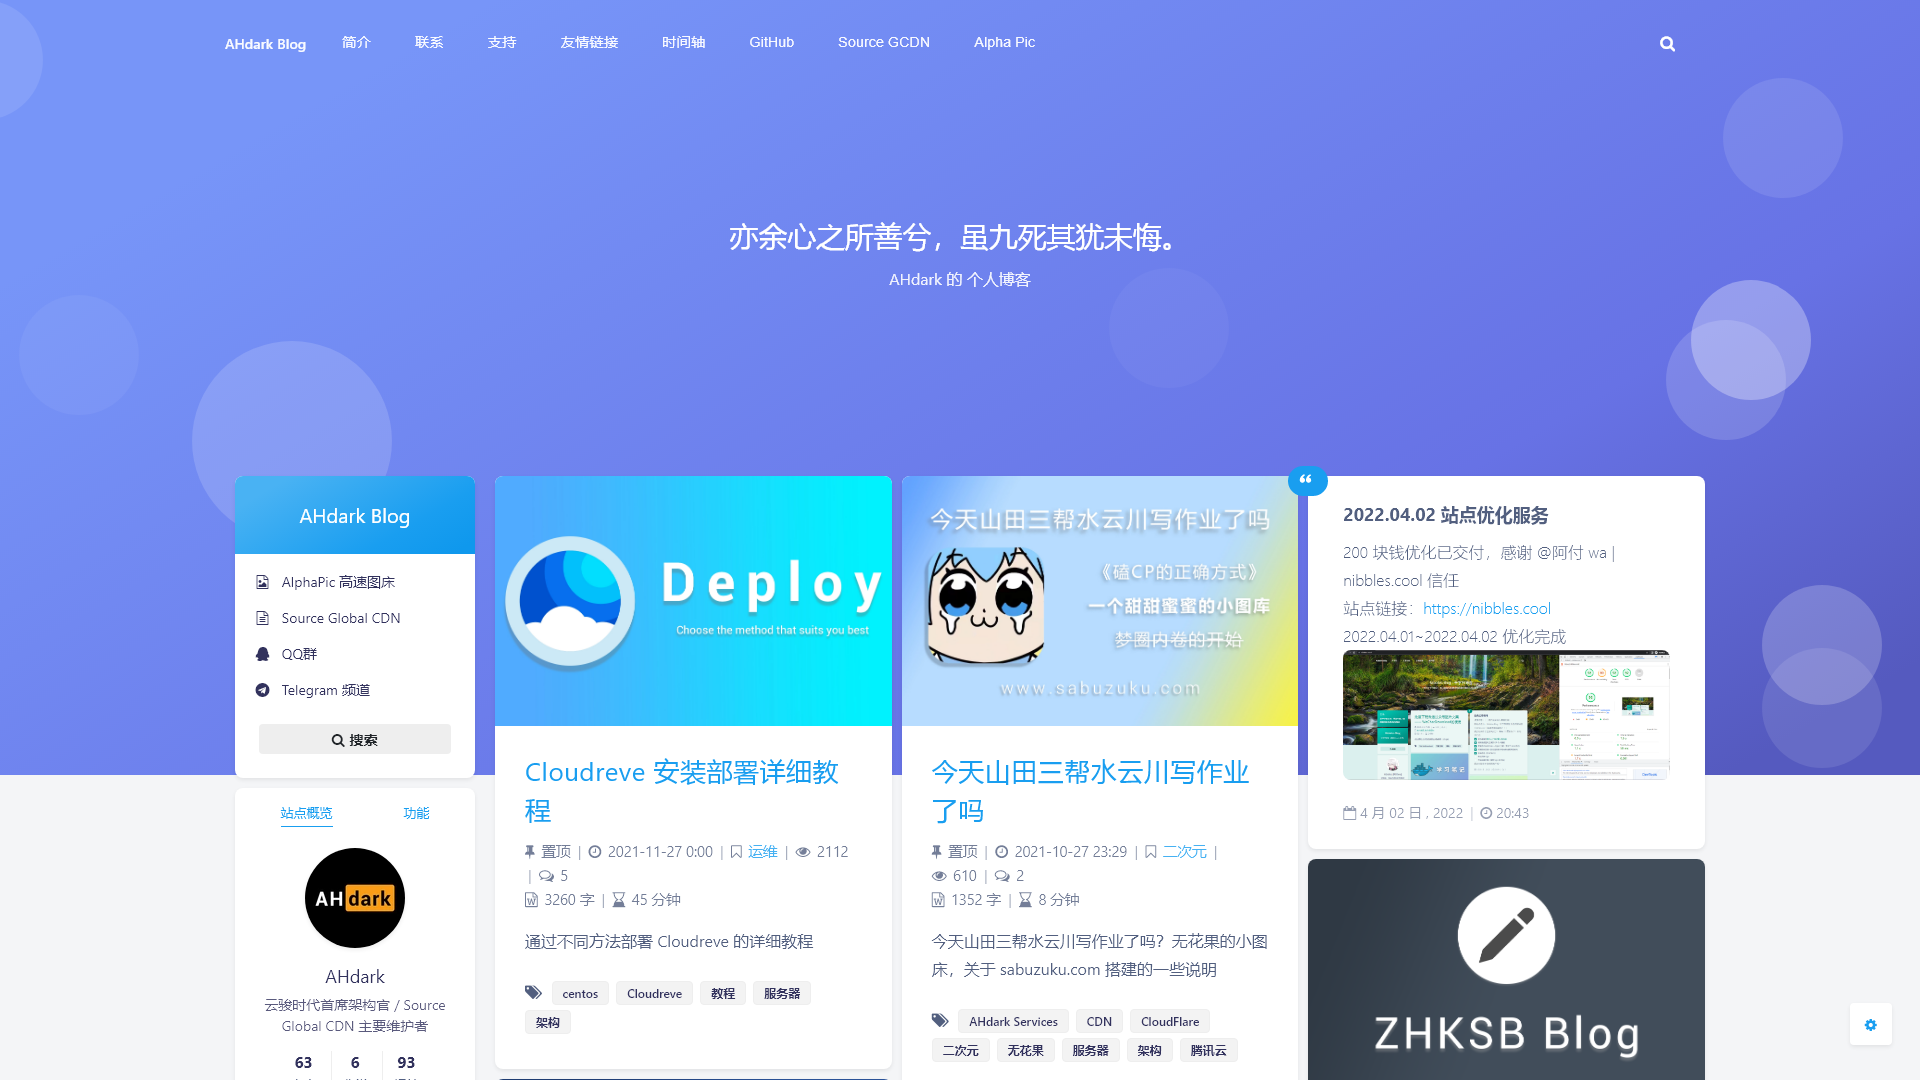 AHdark Blog
简介
联系
支持
友情链接
时间轴
GitHub
Source GCDN
Alpha Pic
亦余心之所善兮，虽九死其犹未悔。
AHdark 的 个人博客
AHdark Blog
AlphaPic 高速图床
Source Global CDN
QQ群
Telegram 频道
搜索
站点概览
功能
AHdark
AHdark
云骏时代首席架构官 / Source
Global CDN 主要维护者
63
6
93
Deploy
Choose the method that suits you best
Cloudreve 安装部署详细教
程
置顶 | 2021-11-27 0:00 | 运维 | 2112
| 5
3260 字 | 45 分钟
通过不同方法部署 Cloudreve 的详细教程
centos
Cloudreve
教程
服务器
架构
今天山田三帮水云川写作业了吗
《磕CP的正确方式》
一个甜甜蜜蜜的小图库
梦圈内卷的开始
www.sabuzuku.com
今天山田三帮水云川写作业
了吗
置顶 | 2021-10-27 23:29 | 二次元 |
610 | 2
1352 字 | 8 分钟
今天山田三帮水云川写作业了吗？无花果的小图
床，关于 sabuzuku.com 搭建的一些说明
AHdark Services
CDN
CloudFlare
二次元
无花果
服务器
架构
腾讯云
2022.04.02 站点优化服务
200 块钱优化已交付，感谢 @阿付 wa |
nibbles.cool 信任
站点链接：https://nibbles.cool
2022.04.01~2022.04.02 优化完成
4 月 02 日 , 2022 | 20:43
ZHKSB Blog